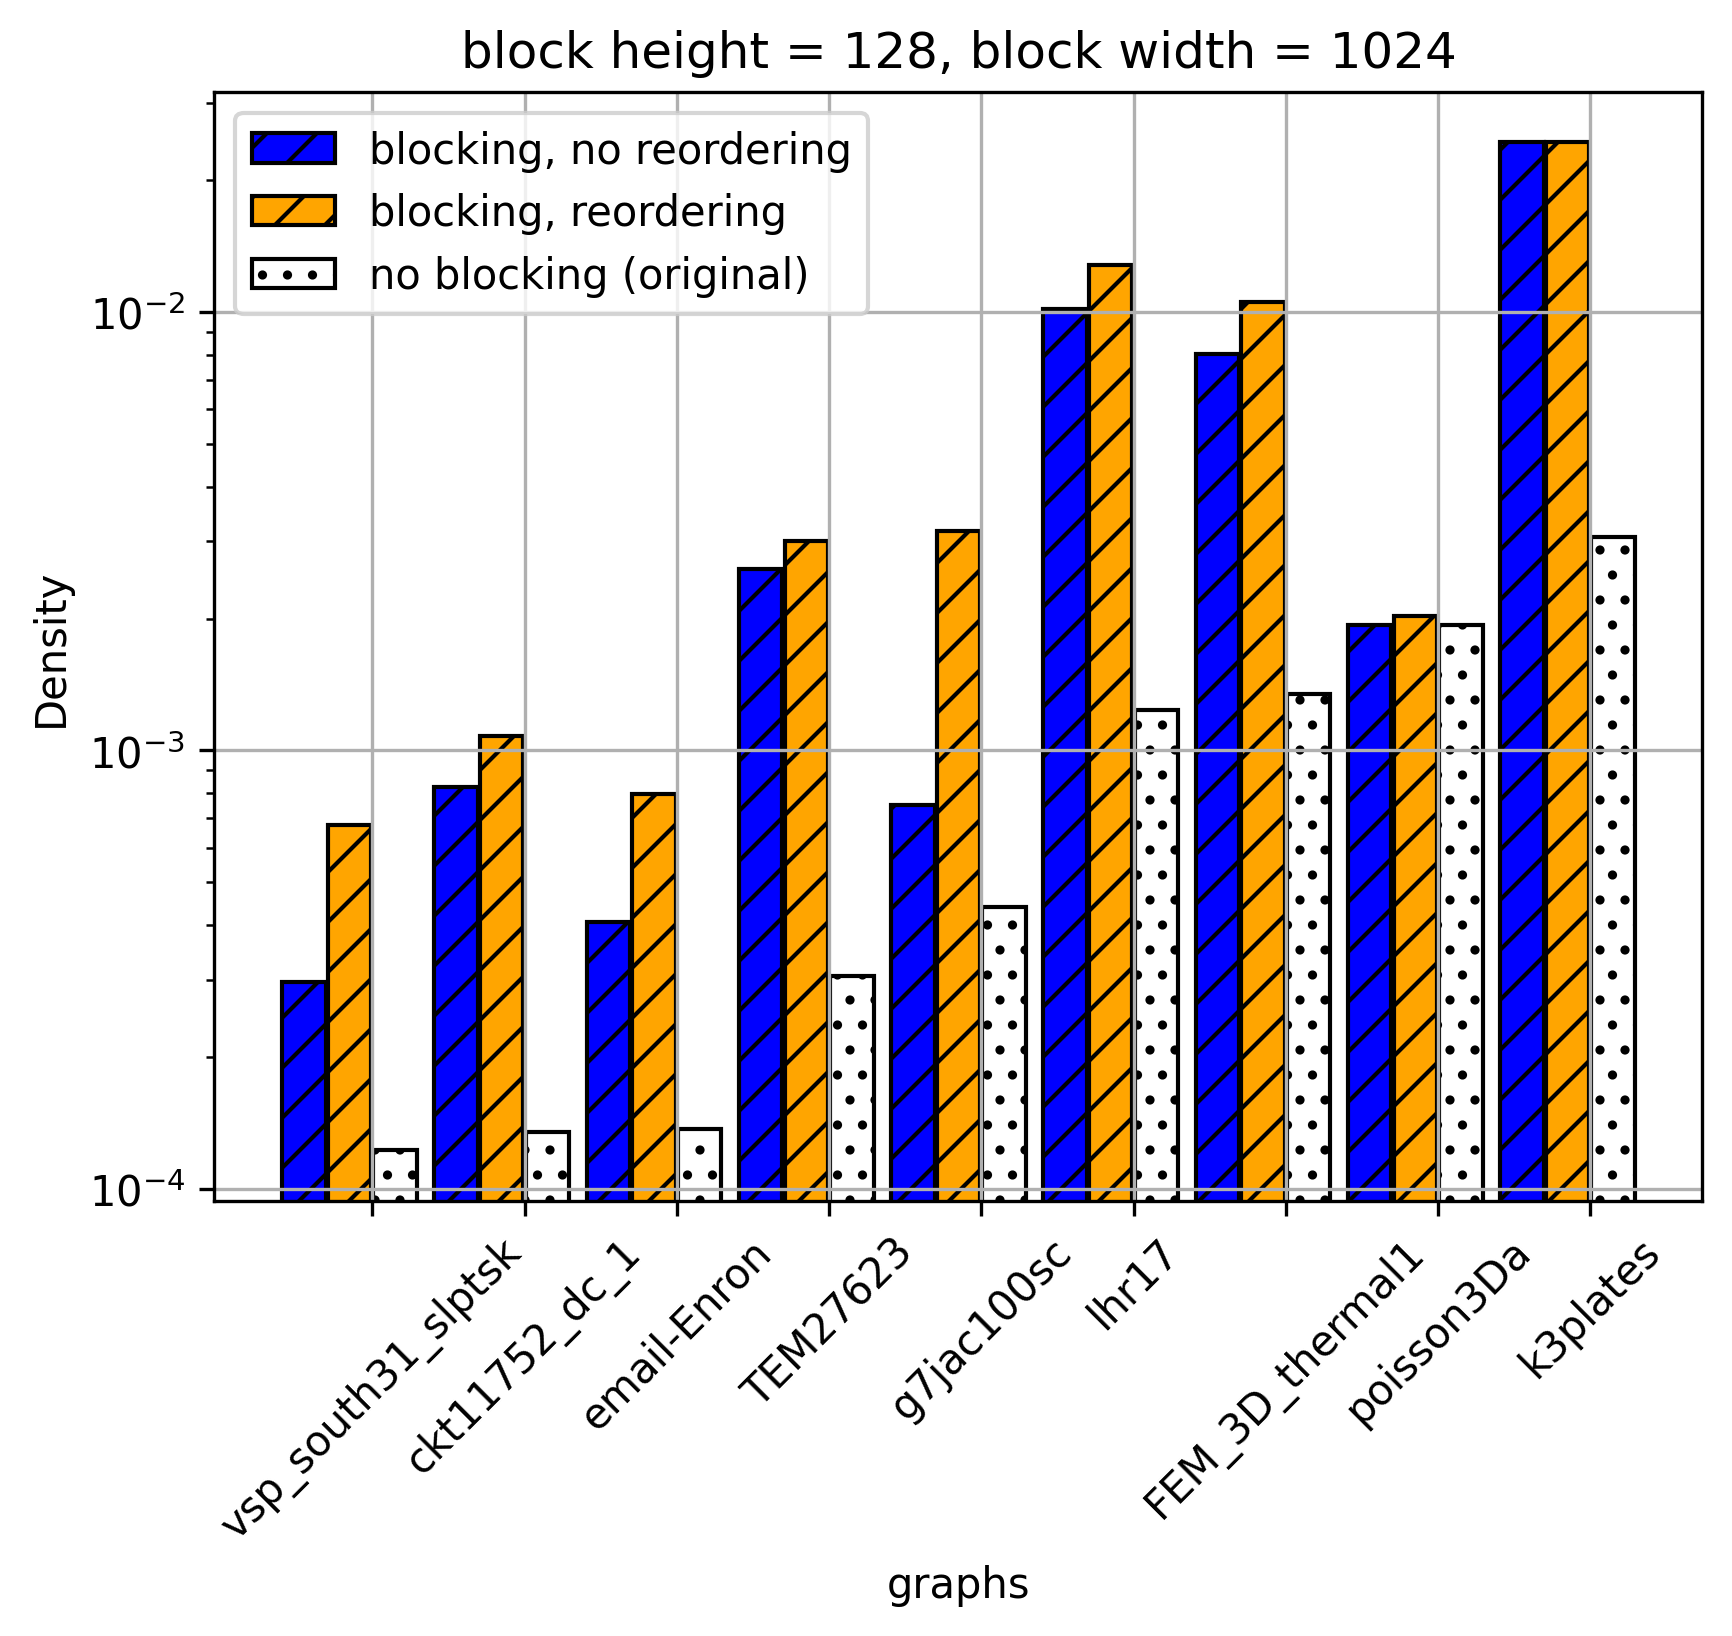 block height = 128, block width = 1024
blocking, no reordering
blocking, reordering
no blocking (original)
10⁻²
10⁻³
10⁻⁴
Density
vsp_south31_slptsk
ckt11752_dc_1
email-Enron
TEM27623
g7jac100sc
lhr17
FEM_3D_thermal1
poisson3Da
k3plates
graphs